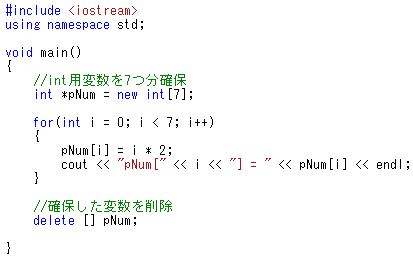 #include <iostream>
using namespace std;
void main()
{
    //int用変数を7つ分確保
    int *pNum = new int[7];
    for(int i = 0; i < 7; i++)
    {
        pNum[i] = i * 2;
        cout << "pNum[" << i << "] = " << pNum[i] << endl;
    }
    //確保した変数を削除
    delete [] pNum;
}